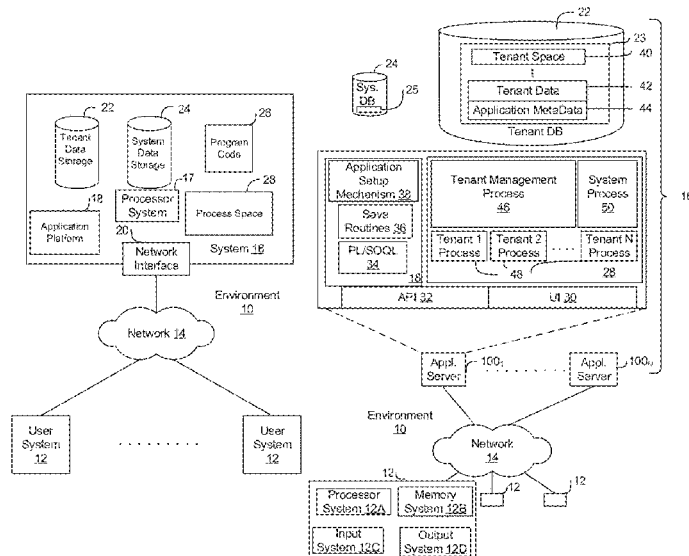 22
24
26
Tenant
Data
Storage
System
Data
Storage
Program
Code
17
28
18
Processor
System
Process Space
Application
Platform
20
System 16
Network
Interface
Environment
10
Network 14
User
System
12
User
System
12
22
23
24
Sys.
DB
25
Tenant Space
40
Tenant Data
42
Application MetaData
44
Tenant DB
16
Application
Setup
Mechanism 38
Save
Routines 36
PL/SOQL
34
18
Tenant Management
Process
46
System
Process
50
Tenant 1
Process
Tenant 2
Process
Tenant N
Process
48
28
API 32
UI 30
Appl.
Server
100₁
Appl.
Server
Environment
10
Network
14
12
12
12
Processor
System 12A
Memory
System 12B
Input
System 12C
Output
System 12D